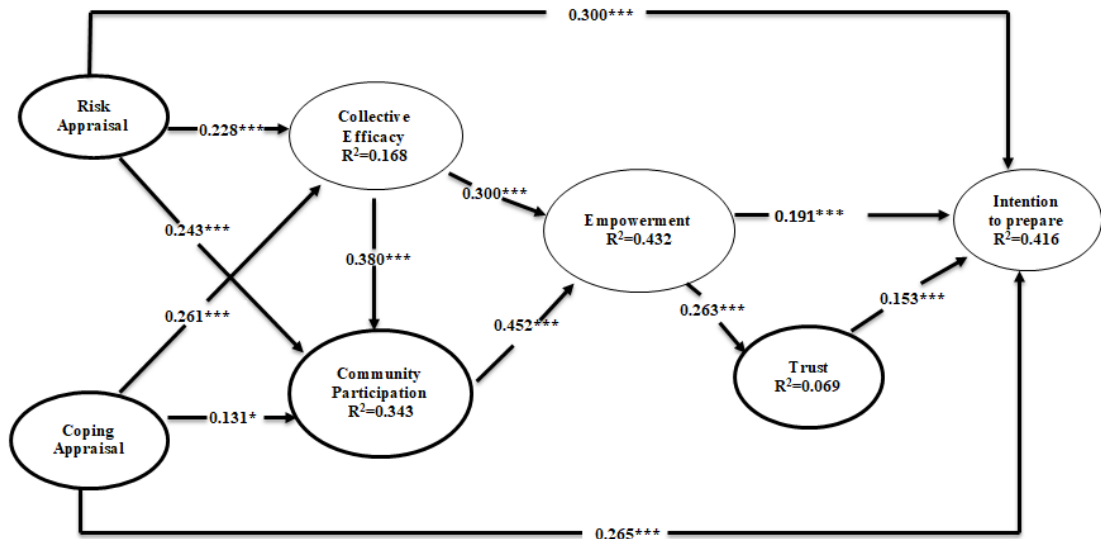 0.300***
Risk
Appraisal
0.228***
Collective
Efficacy
R²=0.168
0.300***
Empowerment
R²=0.432
0.191***
Intention
to prepare
R²=0.416
0.243***
0.380***
0.261***
0.263***
0.153***
0.452***
Community
Participation
R²=0.343
Trust
R²=0.069
Coping
Appraisal
0.131*
0.265***